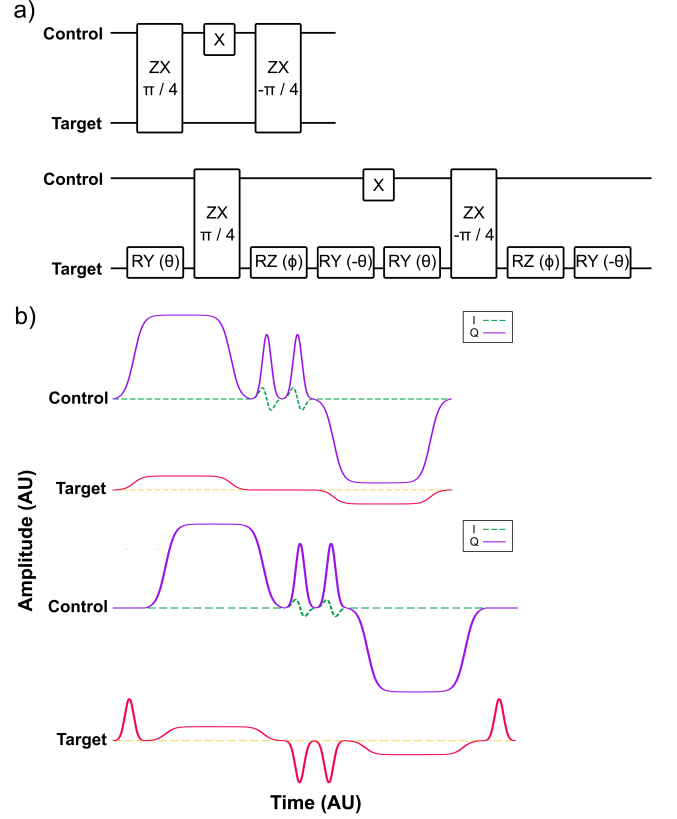 a)
Control
X
ZX
π / 4
ZX
-π / 4
Target
Control
X
ZX
π / 4
ZX
-π / 4
Target
RY (θ)
RZ (ϕ)
RY (-θ)
RY (θ)
RZ (ϕ)
RY (-θ)
b)
I
Q
Control
Target
Amplitude (AU)
I
Q
Control
Target
Time (AU)